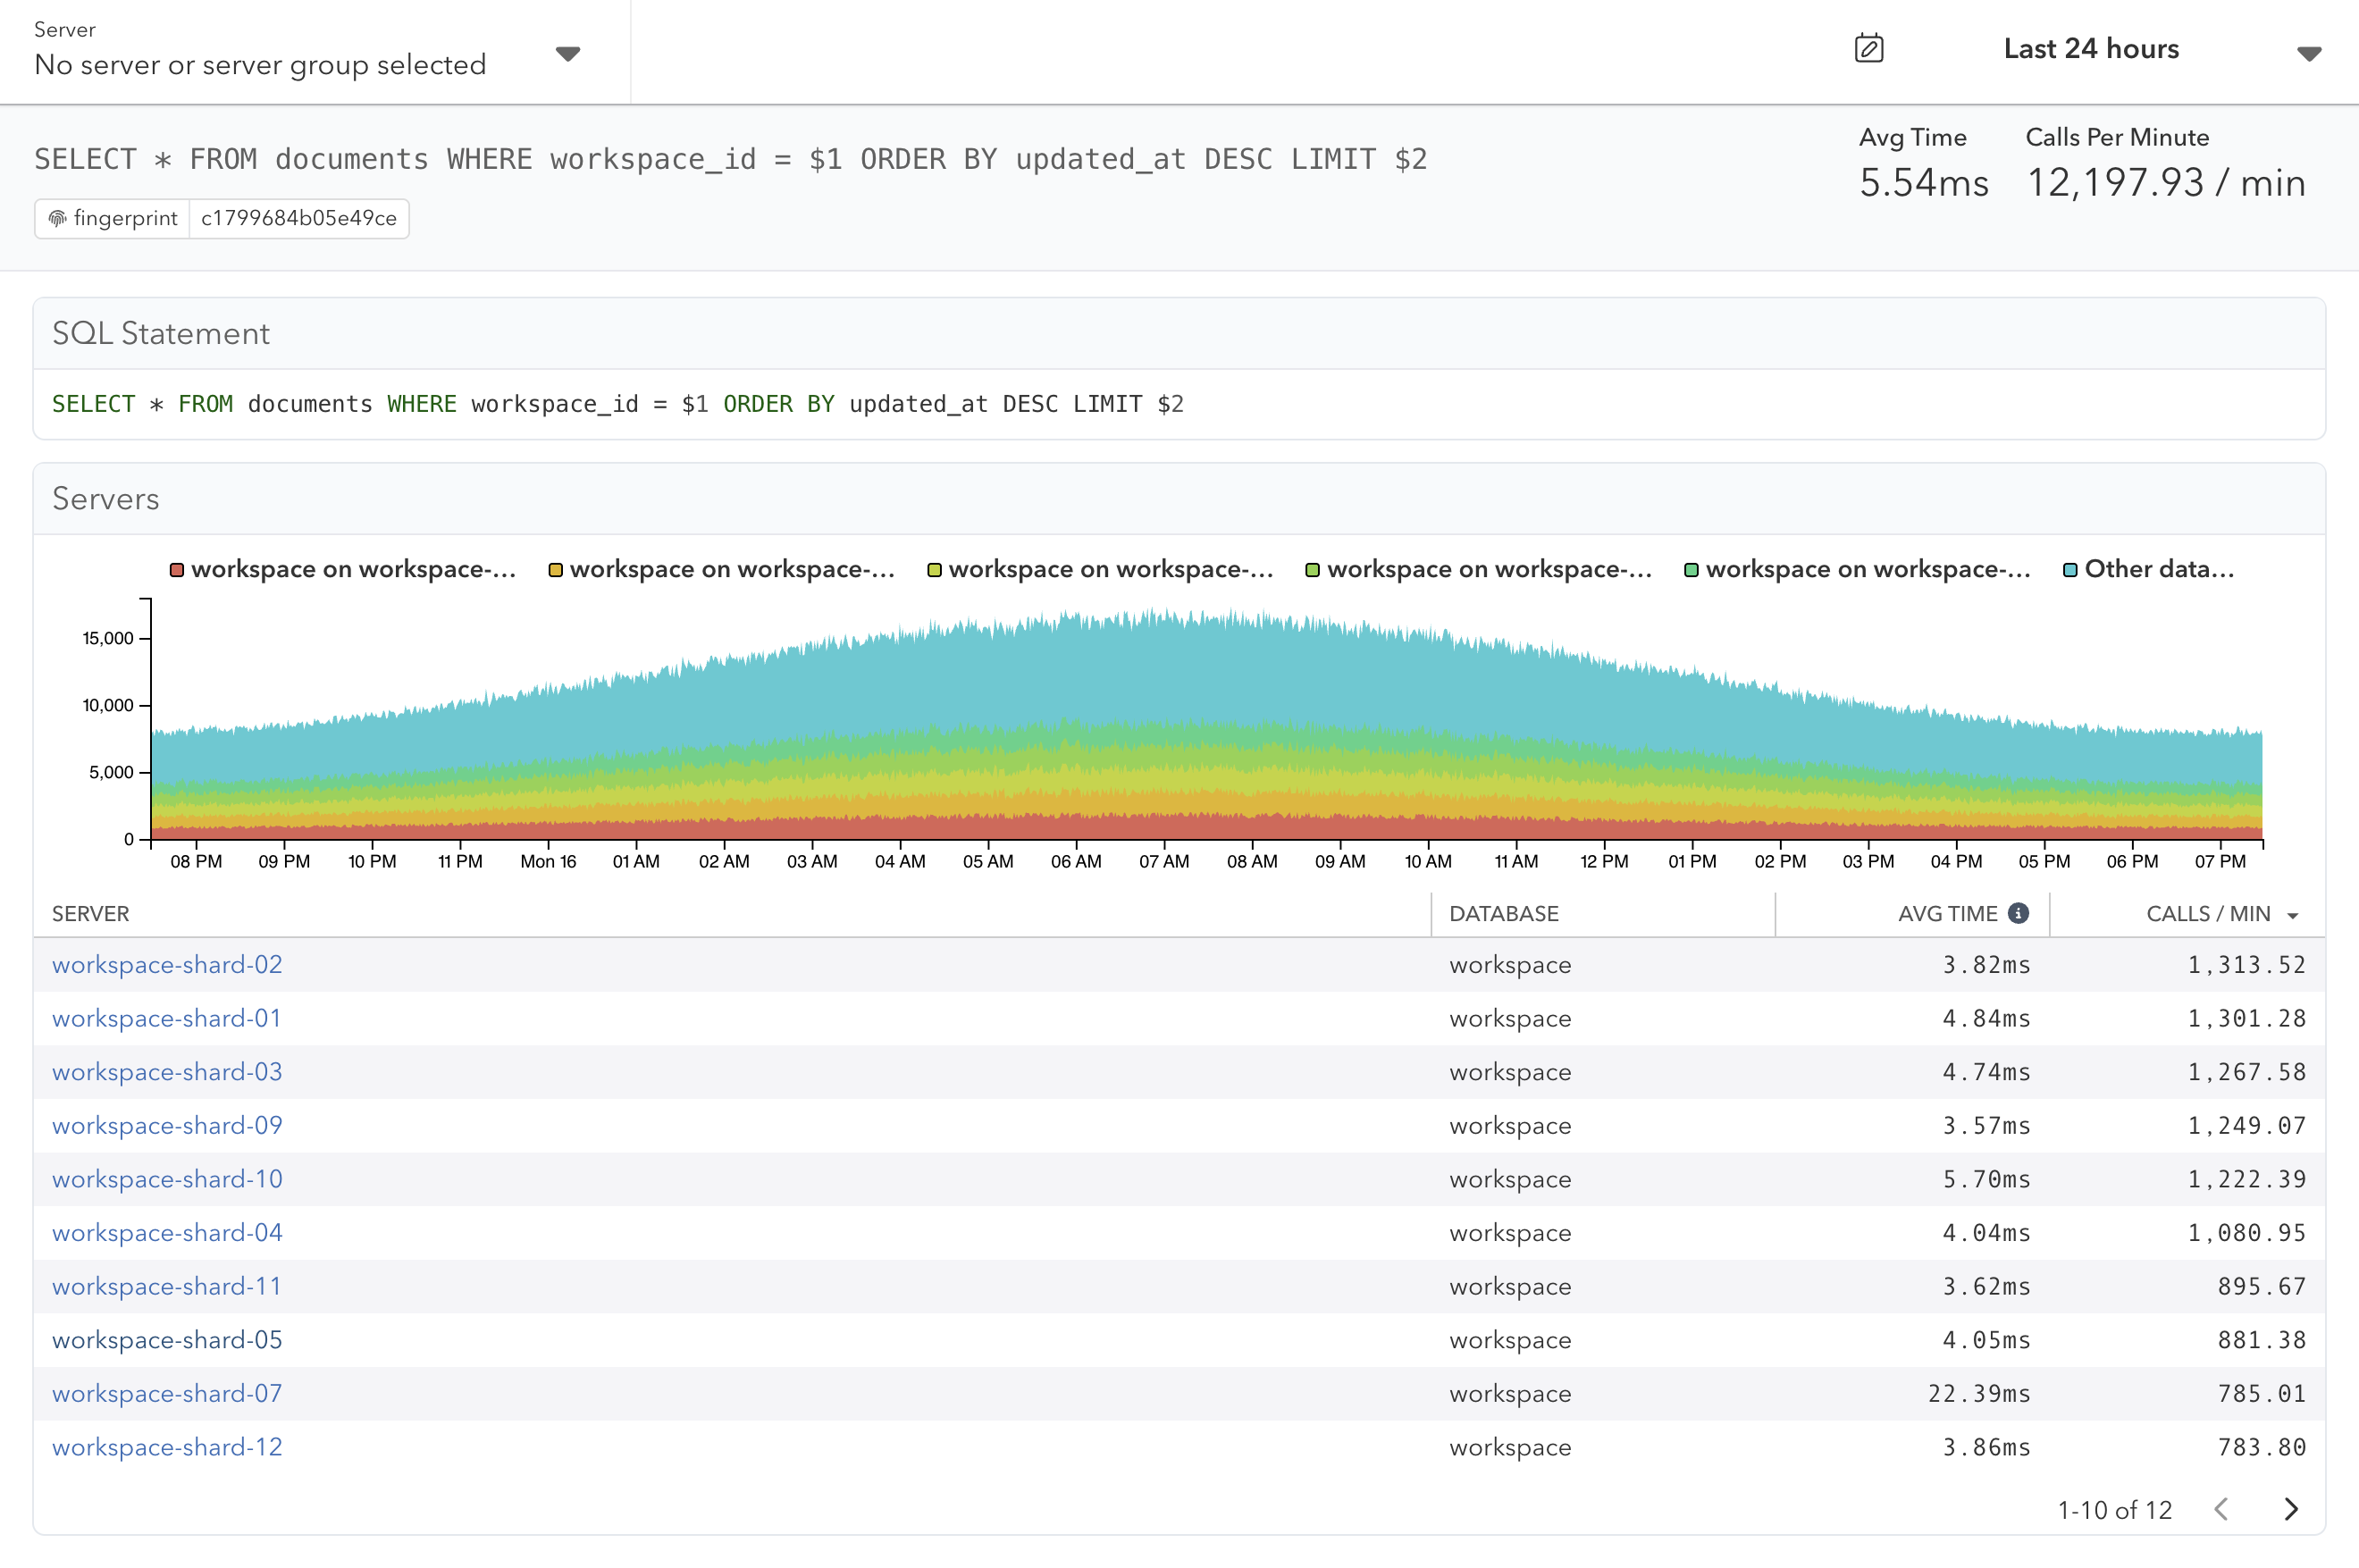 Server
No server or server group selected
Last 24 hours
SELECT * FROM documents WHERE workspace_id = $1 ORDER BY updated_at DESC LIMIT $2
Avg Time Calls Per Minute
5.54ms 12,197.93 / min
fingerprint c1799684b05e49ce
SQL Statement
SELECT * FROM documents WHERE workspace_id = $1 ORDER BY updated_at DESC LIMIT $2
Servers
workspace on workspace-... workspace on workspace-... workspace on workspace-... workspace on workspace-... workspace on workspace-... Other data...
15,000
10,000
5,000
0
08 PM 09 PM 10 PM 11 PM Mon 16 01 AM 02 AM 03 AM 04 AM 05 AM 06 AM 07 AM 08 AM 09 AM 10 AM 11 AM 12 PM 01 PM 02 PM 03 PM 04 PM 05 PM 06 PM 07 PM
SERVER DATABASE AVG TIME CALLS / MIN
workspace-shard-02 workspace 3.82ms 1,313.52
workspace-shard-01 workspace 4.84ms 1,301.28
workspace-shard-03 workspace 4.74ms 1,267.58
workspace-shard-09 workspace 3.57ms 1,249.07
workspace-shard-10 workspace 5.70ms 1,222.39
workspace-shard-04 workspace 4.04ms 1,080.95
workspace-shard-11 workspace 3.62ms 895.67
workspace-shard-05 workspace 4.05ms 881.38
workspace-shard-07 workspace 22.39ms 785.01
workspace-shard-12 workspace 3.86ms 783.80
1-10 of 12